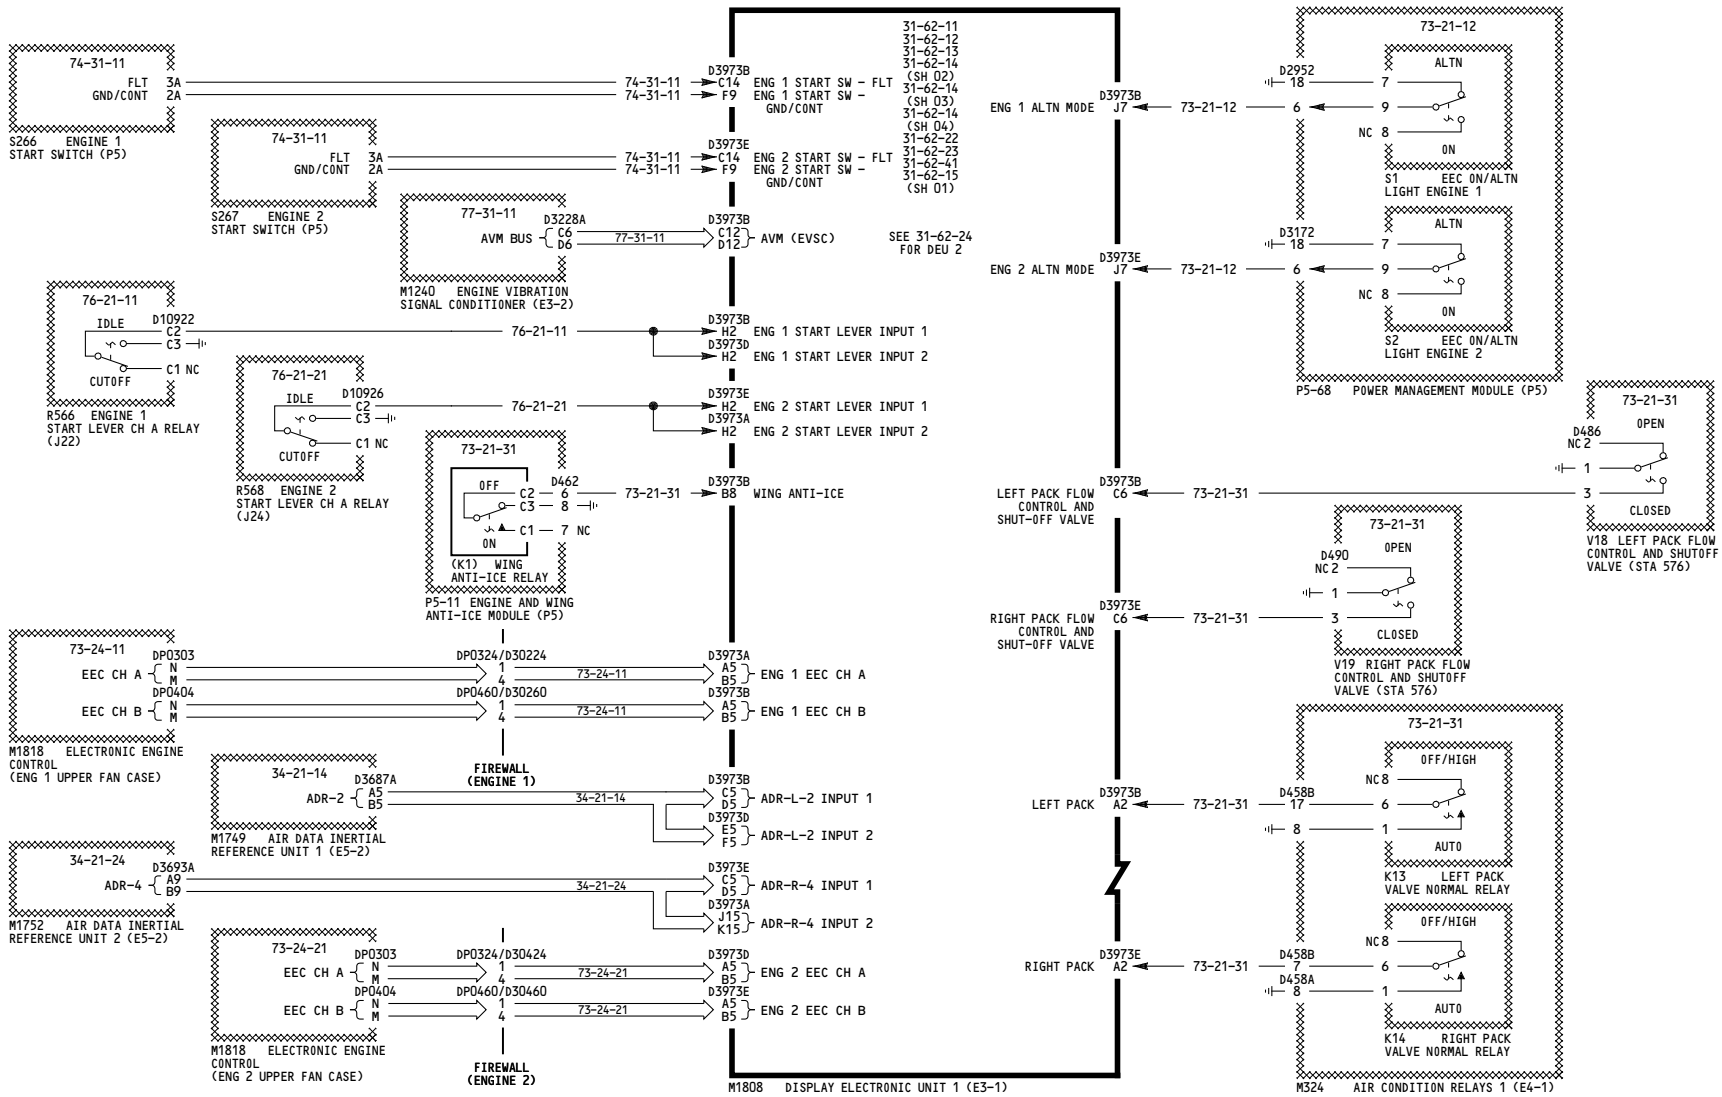 74-31-11
FLT 3A
GND/CONT 2A
S266 ENGINE 1
START SWITCH (P5)
74-31-11
74-31-11
D3973B
C14 ENG 1 START SW - FLT
F9 ENG 1 START SW -
GND/CONT
74-31-11
FLT 3A
GND/CONT 2A
S267 ENGINE 2
START SWITCH (P5)
74-31-11
74-31-11
D3973E
C14 ENG 2 START SW - FLT
F9 ENG 2 START SW -
GND/CONT
31-62-11
31-62-12
31-62-13
31-62-14
(SH 02)
31-62-14
(SH 03)
31-62-14
(SH 04)
31-62-22
31-62-23
31-62-41
31-62-15
(SH 01)
SEE 31-62-24
FOR DEU 2
77-31-11
D3228A
AVM BUS C6
D6
77-31-11
M1240 ENGINE VIBRATION
SIGNAL CONDITIONER (E3-2)
D3973B
C12
D12 AVM (EVSC)
76-21-11
IDLE D10922
C2
C3
C1 NC
CUTOFF
R566 ENGINE 1
START LEVER CH A RELAY
(J22)
76-21-11
D3973B
H2 ENG 1 START LEVER INPUT 1
D3973D
H2 ENG 1 START LEVER INPUT 2
76-21-21
IDLE D10926
C2
C3
C1 NC
CUTOFF
R568 ENGINE 2
START LEVER CH A RELAY
(J24)
76-21-21
D3973E
H2 ENG 2 START LEVER INPUT 1
D3973A
H2 ENG 2 START LEVER INPUT 2
73-21-31
OFF D462
C2 6
C3 8
C1 7 NC
ON
(K1) WING
ANTI-ICE RELAY
P5-11 ENGINE AND WING
ANTI-ICE MODULE (P5)
73-21-31
D3973B
B8 WING ANTI-ICE
73-24-11
DP0303
EEC CH A N
M
DP0404
EEC CH B N
M
M1818 ELECTRONIC ENGINE
CONTROL
(ENG 1 UPPER FAN CASE)
DP0324/D30224
1
4
73-24-11
DP0460/D30260
1
4
73-24-11
FIREWALL
(ENGINE 1)
D3973A
A5
B5 ENG 1 EEC CH A
D3973B
A5
B5 ENG 1 EEC CH B
34-21-14
D3687A
ADR-2 A5
B5
34-21-14
M1749 AIR DATA INERTIAL
REFERENCE UNIT 1 (E5-2)
D3973B
C5
D5 ADR-L-2 INPUT 1
D3973D
E5
F5 ADR-L-2 INPUT 2
34-21-24
D3693A
ADR-4 A9
B9
34-21-24
M1752 AIR DATA INERTIAL
REFERENCE UNIT 2 (E5-2)
D3973E
C5
D5 ADR-R-4 INPUT 1
D3973A
J15
K15 ADR-R-4 INPUT 2
73-24-21
DP0303
EEC CH A N
M
DP0404
EEC CH B N
M
M1818 ELECTRONIC ENGINE
CONTROL
(ENG 2 UPPER FAN CASE)
DP0324/D30424
1
4
73-24-21
DP0460/D30460
1
4
73-24-21
FIREWALL
(ENGINE 2)
D3973D
A5
B5 ENG 2 EEC CH A
D3973E
A5
B5 ENG 2 EEC CH B
M1808 DISPLAY ELECTRONIC UNIT 1 (E3-1)
73-21-12
ALTN
D2952
18 7
D3973B
ENG 1 ALTN MODE J7 73-21-12 6 9
NC 8
ON
S1 EEC ON/ALTN
LIGHT ENGINE 1
ALTN
D3172
18 7
D3973E
ENG 2 ALTN MODE J7 73-21-12 6 9
NC 8
ON
S2 EEC ON/ALTN
LIGHT ENGINE 2
P5-68 POWER MANAGEMENT MODULE (P5)
73-21-31
OPEN
D486
NC 2
1
3
CLOSED
V18 LEFT PACK FLOW
CONTROL AND SHUTOFF
VALVE (STA 576)
D3973B
LEFT PACK FLOW C6 73-21-31
CONTROL AND
SHUT-OFF VALVE
73-21-31
OPEN
D490
NC 2
1
3
CLOSED
V19 RIGHT PACK FLOW
CONTROL AND SHUTOFF
VALVE (STA 576)
D3973E
RIGHT PACK FLOW C6 73-21-31
CONTROL AND
SHUT-OFF VALVE
73-21-31
OFF/HIGH
NC 8
D3973B D458B
LEFT PACK A2 73-21-31 17 6
8 1
AUTO
K13 LEFT PACK
VALVE NORMAL RELAY
OFF/HIGH
NC 8
D3973E D458B
RIGHT PACK A2 73-21-31 7 6
D458A
8 1
AUTO
K14 RIGHT PACK
VALVE NORMAL RELAY
M324 AIR CONDITION RELAYS 1 (E4-1)